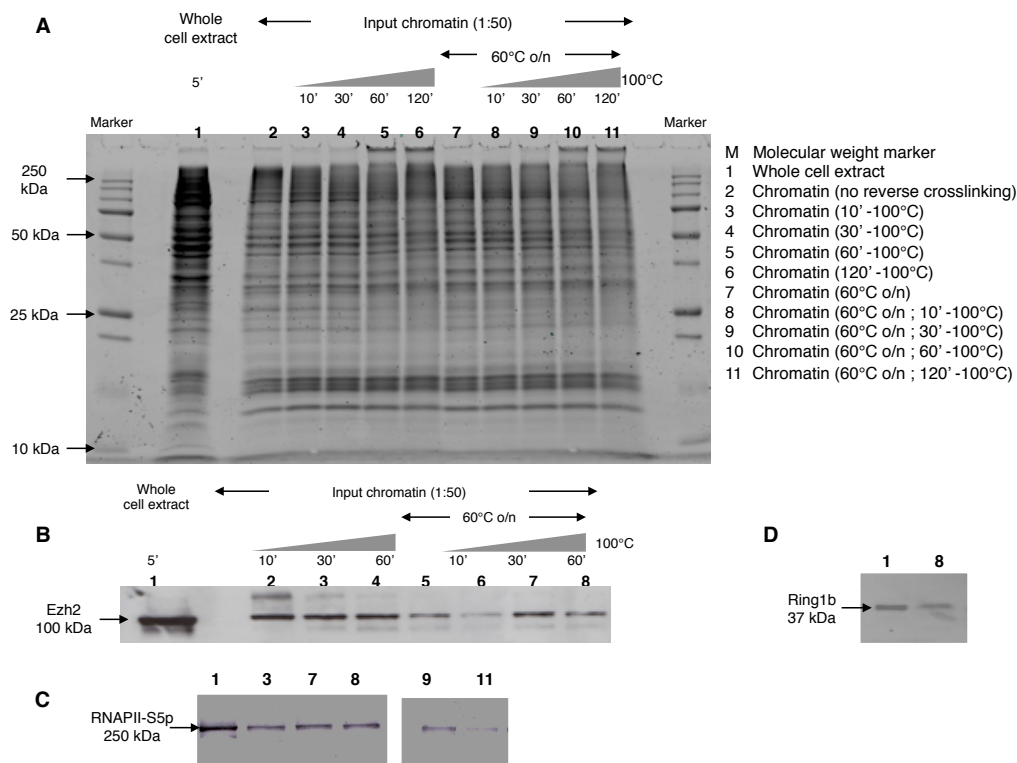 A
Whole
cell extract
Input chromatin (1:50)
60°C o/n
5’
10’ 30’ 60’ 120’ 10’ 30’ 60’ 120’ 100°C
Marker 1 2 3 4 5 6 7 8 9 10 11 Marker
250
kDa
50 kDa
25 kDa
10 kDa
M Molecular weight marker
1 Whole cell extract
2 Chromatin (no reverse crosslinking)
3 Chromatin (10’ -100°C)
4 Chromatin (30’ -100°C)
5 Chromatin (60’ -100°C)
6 Chromatin (120’ -100°C)
7 Chromatin (60°C o/n)
8 Chromatin (60°C o/n ; 10’ -100°C)
9 Chromatin (60°C o/n ; 30’ -100°C)
10 Chromatin (60°C o/n ; 60’ -100°C)
11 Chromatin (60°C o/n ; 120’ -100°C)
B
Whole
cell extract
Input chromatin (1:50)
60°C o/n
5’ 10’ 30’ 60’ 10’ 30’ 60’ 100°C
1 2 3 4 5 6 7 8
Ezh2
100 kDa
C
1 3 7 8 9 11
RNAPII-S5p
250 kDa
D
1 8
Ring1b
37 kDa